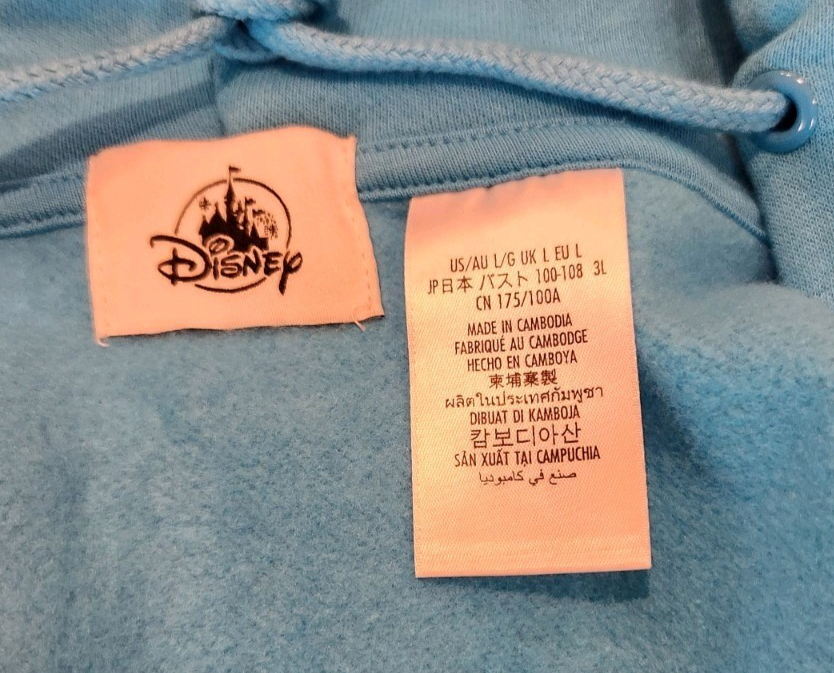 Disney
US/AU L/G UK L EU L
JP日本 バスト 100-108 3L
CN 175/100A
MADE IN CAMBODIA
FABRIQUÉ AU CAMBODGE
HECHO EN CAMBOYA
柬埔寨製
ผลิตในประเทศกัมพูชา
DIBUAT DI KAMBOJA
캄보디아산
SẢN XUẤT TẠI CAMPUCHIA
صنع في كامبوديا